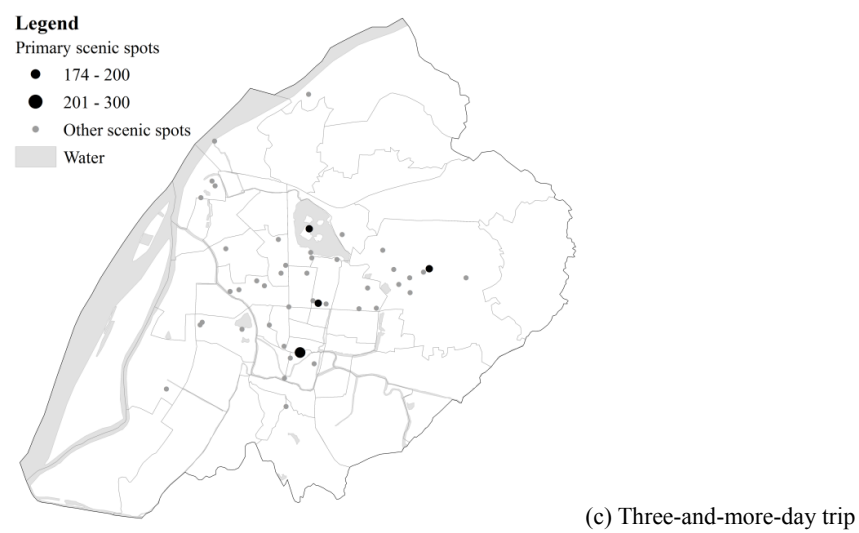 Legend
Primary scenic spots
174 - 200
201 - 300
Other scenic spots
Water
(c) Three-and-more-day trip